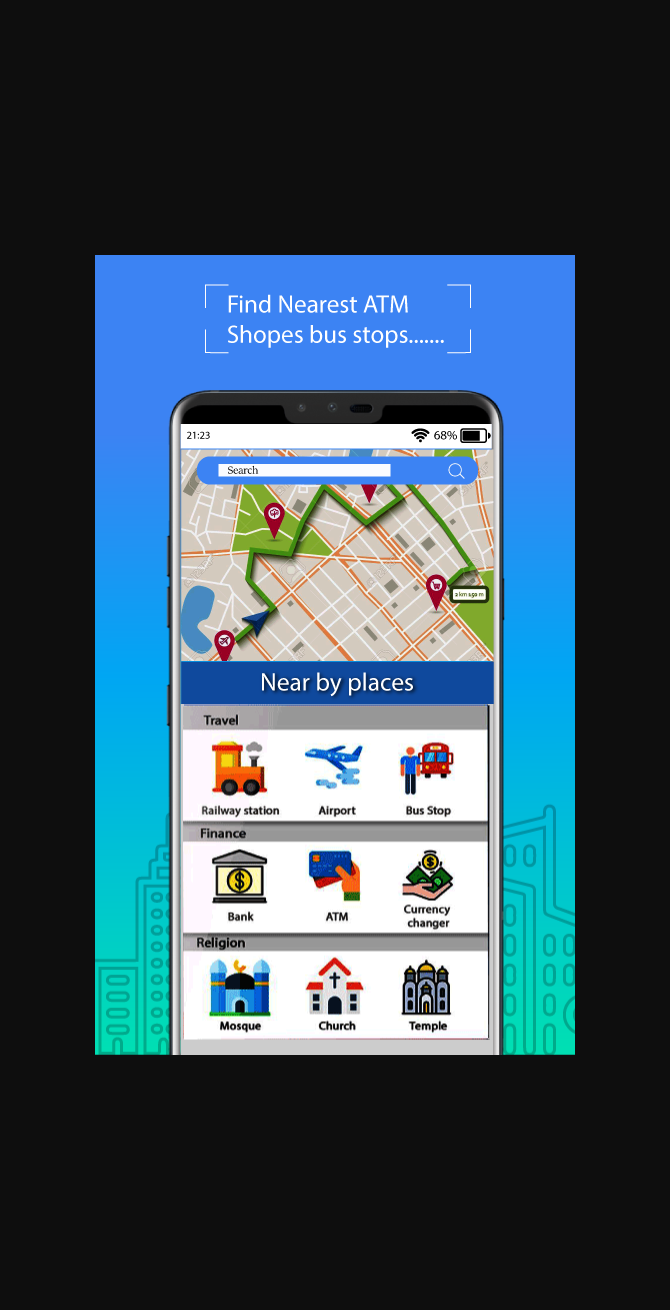 Find Nearest ATM
Shopes bus stops.......
21:23
68%
Search
Near by places
Travel
Railway station
Airport
Bus Stop
Finance
Bank
ATM
Currency
changer
Religion
Mosque
Church
Temple